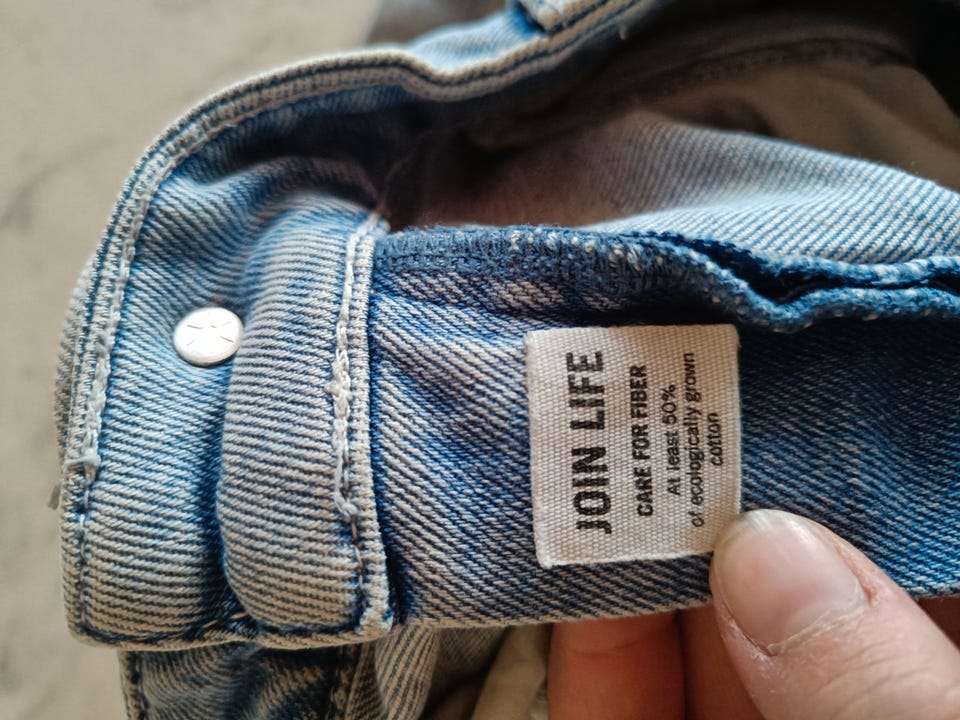 JOIN LIFE
CARE FOR FIBER
At least 50%
of ecologically grown
cotton